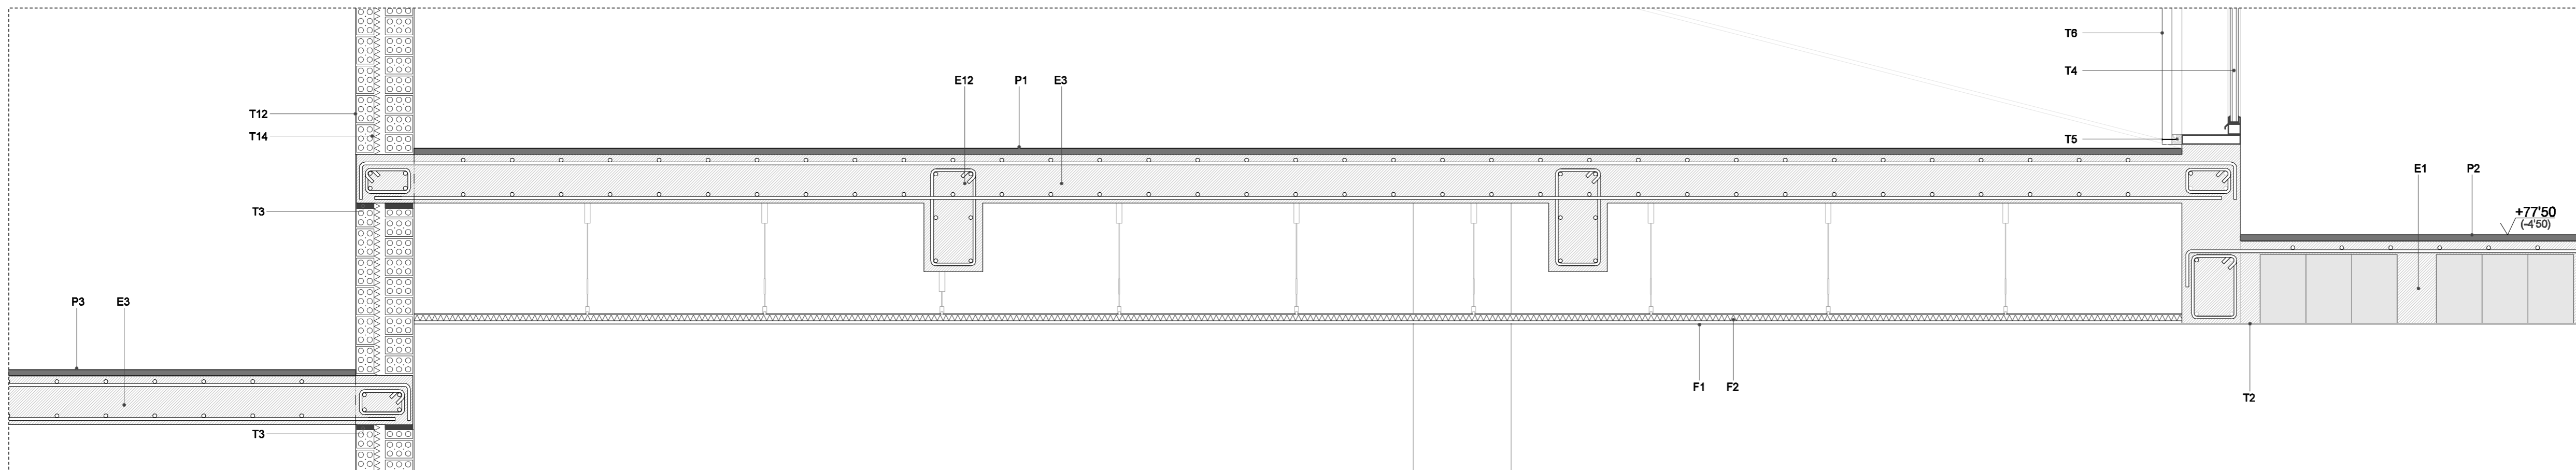 T6
T4
E12 P1 E3
T12
T14
T5
E1 P2
T3
+77'50
(-4'50)
P3 E3
F1 F2
T2
T3